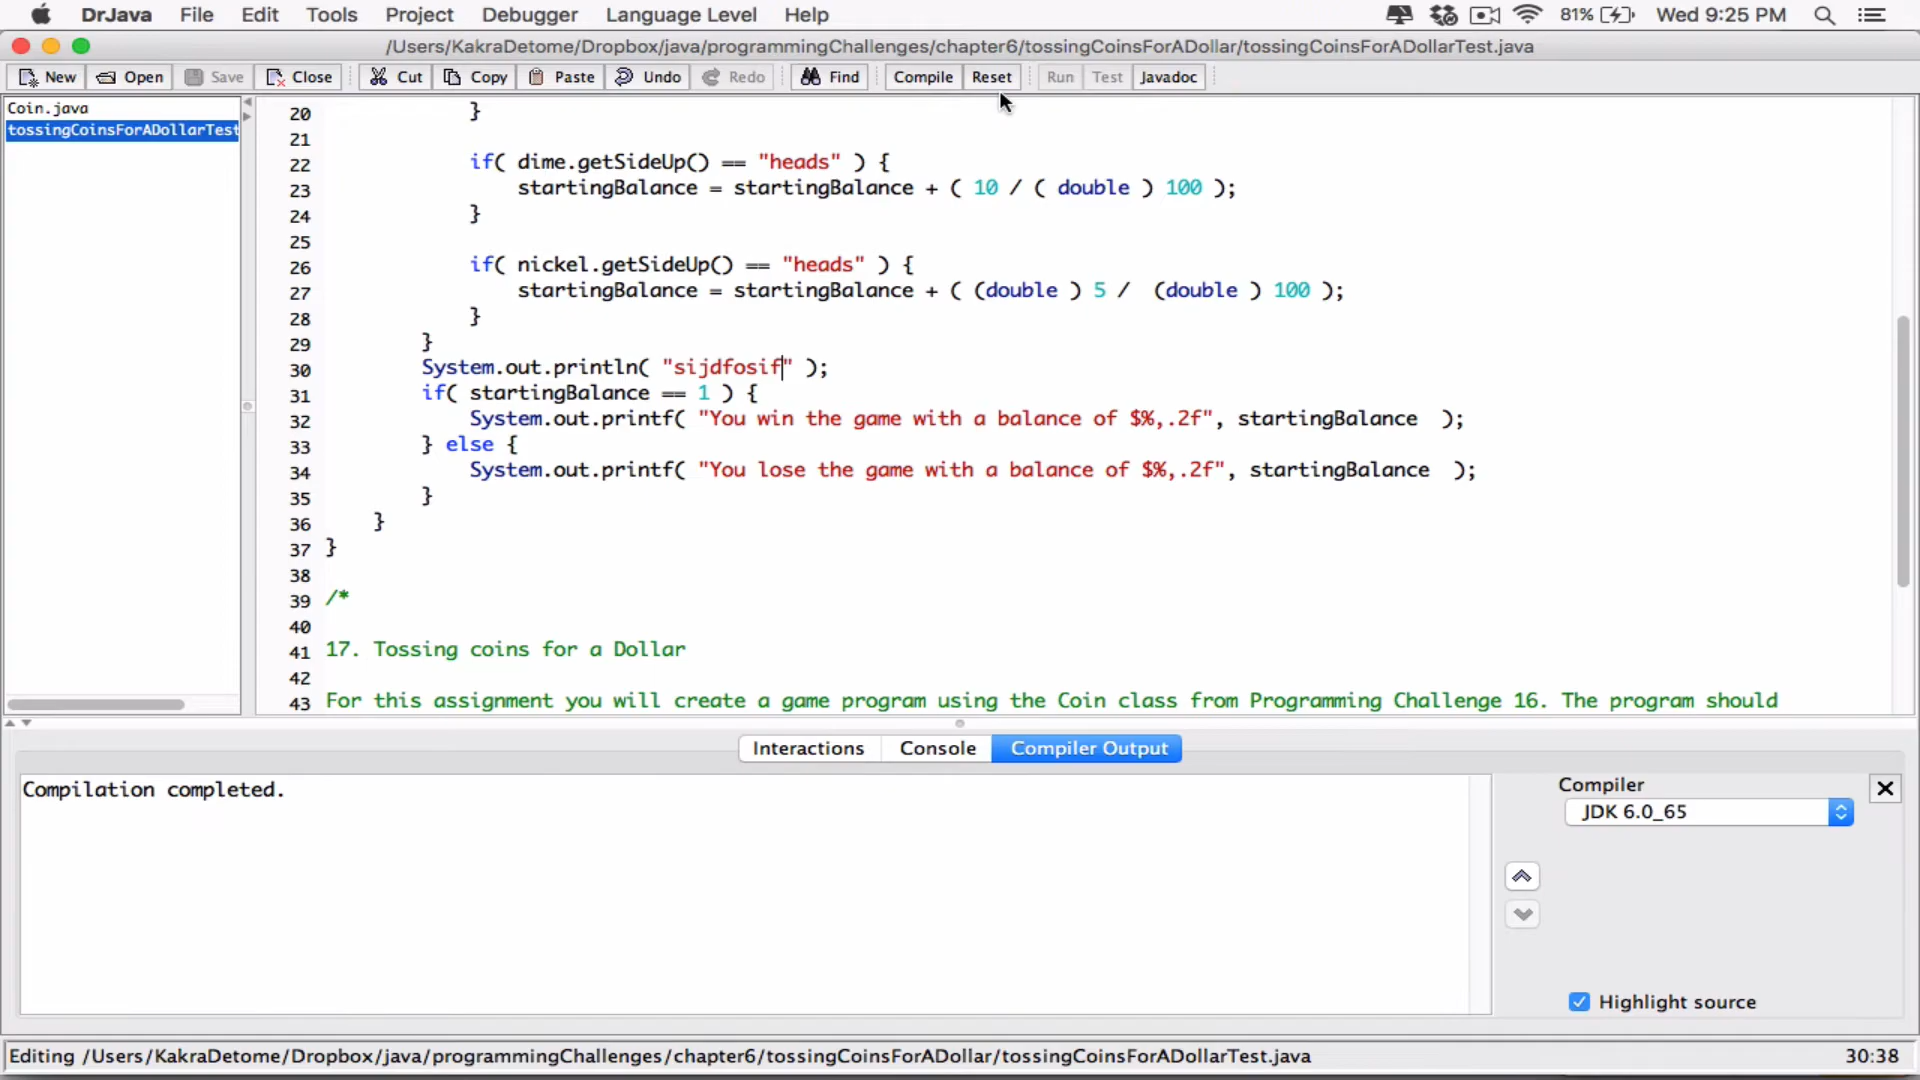 DrJava File Edit Tools Project Debugger Language Level Help 81% Wed 9:25 PM
/Users/KakraDetome/Dropbox/java/programmingChallenges/chapter6/tossingCoinsForADollar/tossingCoinsForADollarTest.java
New Open Save Close Cut Copy Paste Undo Redo Find Compile Reset Run Test Javadoc
Coin.java
tossingCoinsForADollarTest
20 }
21
22 if( dime.getSideUp() == "heads" ) {
23 startingBalance = startingBalance + ( 10 / ( double ) 100 );
24 }
25
26 if( nickel.getSideUp() == "heads" ) {
27 startingBalance = startingBalance + ( (double ) 5 /  (double ) 100 );
28 }
29 }
30 System.out.println( "sijdfosif" );
31 if( startingBalance == 1 ) {
32 System.out.printf( "You win the game with a balance of $%,.2f", startingBalance  );
33 } else {
34 System.out.printf( "You lose the game with a balance of $%,.2f", startingBalance  );
35 }
36 }
37 }
38
39 /*
40
41 17. Tossing coins for a Dollar
42
43 For this assignment you will create a game program using the Coin class from Programming Challenge 16. The program should
Interactions Console Compiler Output
Compilation completed.
Compiler
JDK 6.0_65
Highlight source
Editing /Users/KakraDetome/Dropbox/java/programmingChallenges/chapter6/tossingCoinsForADollar/tossingCoinsForADollarTest.java 30:38